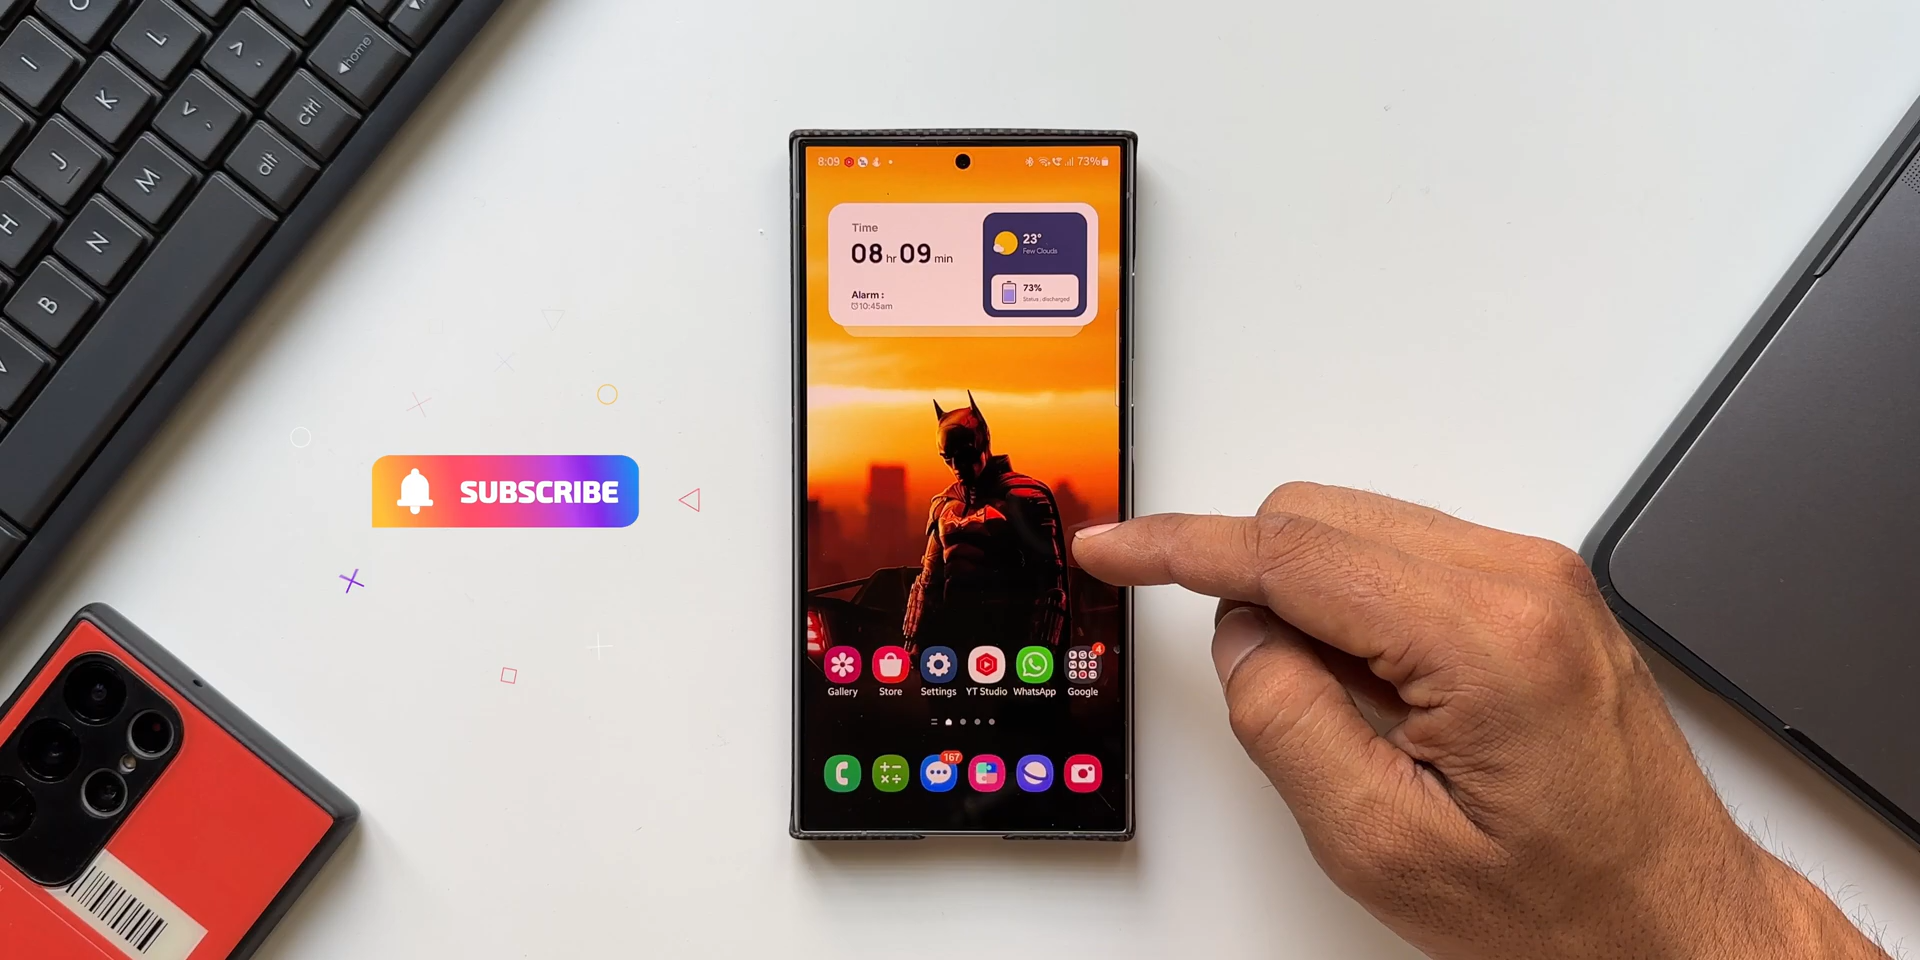 L
I
K
J
M
H
N
B
home
ctrl
alt
SUBSCRIBE
8:09
73%
Time
08 hr 09 min
Alarm :
10:45am
23°
Few Clouds
73%
Status : discharged
4
Gallery
Store
Settings
YT Studio
WhatsApp
Google
167